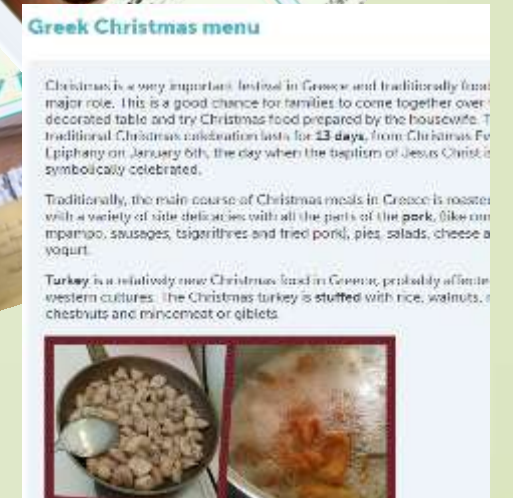 Greek Christmas menu
Christmas is a very important festival in Greece and traditionally food
major role. This is a good chance for families to come together over
decorated table and try Christmas food prepared by the housewife. T
traditional Christmas celebration lasts for 13 days, from Christmas Ev
Epiphany on January 6th, the day when the baptism of Jesus Christ is
symbolically celebrated.
Traditionally, the main course of Christmas meals in Greece is roaste
with a variety of side delicacies with all the parts of the pork, (like om
mpampo, sausages, tsigarithres and fried pork), pies, salads, cheese a
yogurt.
Turkey is a relatively new Christmas food in Greece, probably affecte
western cultures. The Christmas turkey is stuffed with rice, walnuts,
chestnuts and mincemeat or giblets.